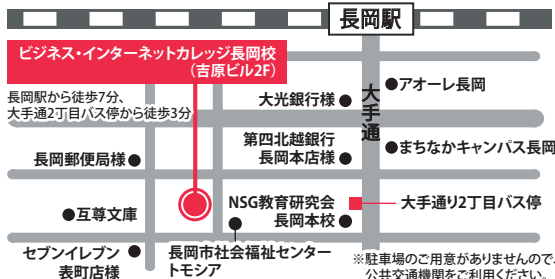 長岡駅
ビジネス・インターネットカレッジ長岡校
（吉原ビル2F）
長岡駅から徒歩7分、
大手通2丁目バス停から徒歩3分
大手通
アオーレ長岡
大光銀行様
第四北越銀行
長岡本店様
まちなかキャンパス長岡
長岡郵便局様
NSG教育研究会
長岡本校
大手通り2丁目バス停
互尊文庫
セブンイレブン
表町店様
長岡市社会福祉センター
トモシア
※駐車場のご用意がありませんので、
公共交通機関をご利用ください。